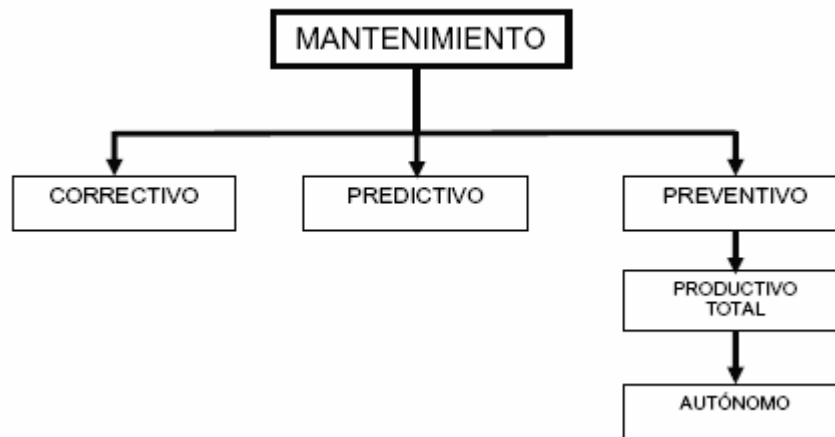 MANTENIMIENTO
CORRECTIVO
PREDICTIVO
PREVENTIVO
PRODUCTIVO
TOTAL
AUTÓNOMO